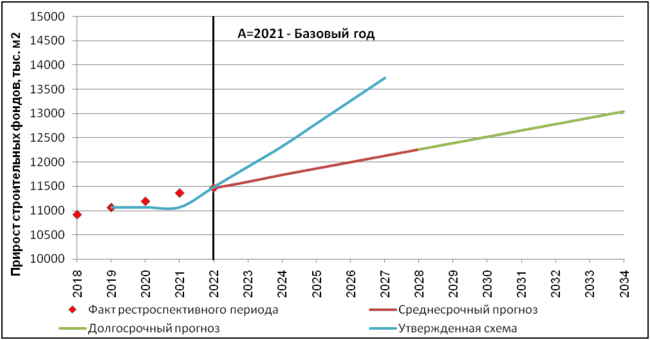 Прирост строительных фондов, тыс. м2
15000
14500
14000
13500
13000
12500
12000
11500
11000
10500
10000
А=2021 - Базовый год
2018 2019 2020 2021 2022 2023 2024 2025 2026 2027 2028 2029 2030 2031 2032 2033 2034
Факт рестроспективного периода
Среднесрочный прогноз
Долгосрочный прогноз
Утвержденная схема